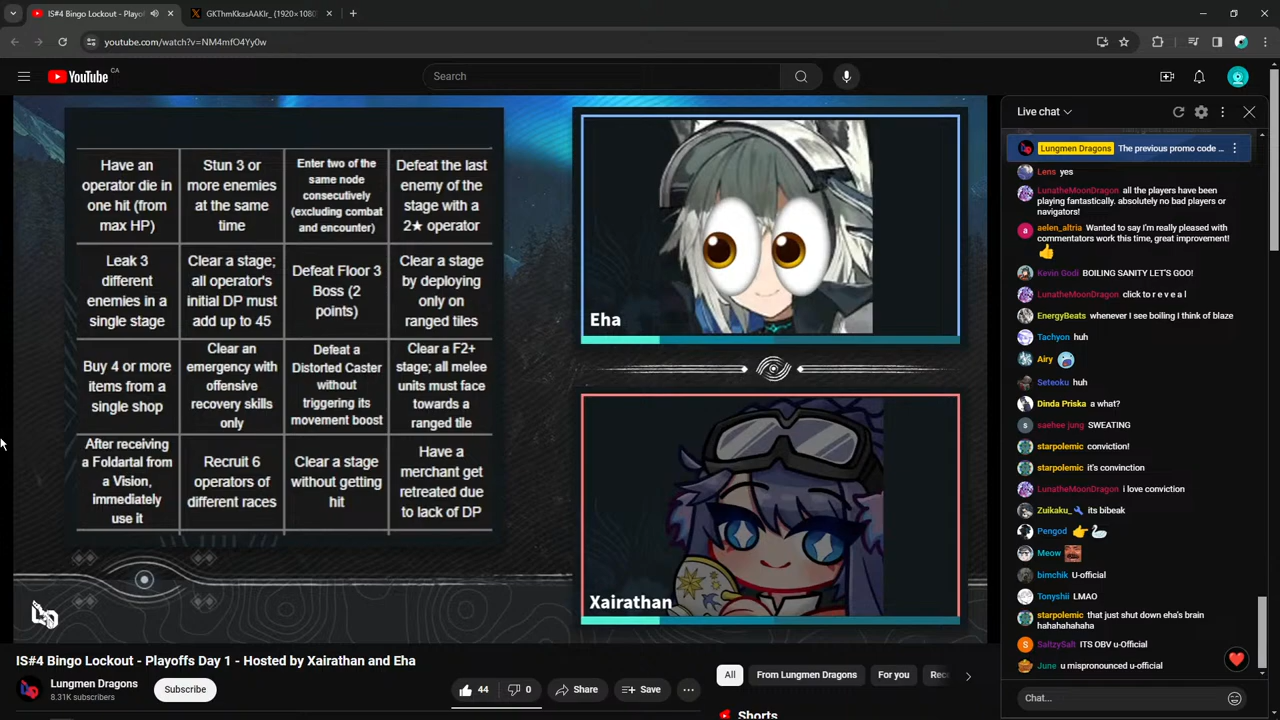 IS#4 Bingo Lockout - Playof
GKThmKkasAAKlr_ (1920×1080
youtube.com/watch?v=NM4mfO4Yy0w
YouTube CA
Search
Have an
operator die in
one hit (from
max HP)
Stun 3 or
more enemies
at the same
time
Enter two of the
same node
consecutively
(excluding combat
and encounter)
Defeat the last
enemy of the
stage with a
2★ operator
Leak 3
different
enemies in a
single stage
Clear a stage;
all operator's
initial DP must
add up to 45
Defeat Floor 3
Boss (2
points)
Clear a stage
by deploying
only on
ranged tiles
Buy 4 or more
items from a
single shop
Clear an
emergency with
offensive
recovery skills
only
Defeat a
Distorted Caster
without
triggering its
movement boost
Clear a F2+
stage; all melee
units must face
towards a
ranged tile
After receiving
a Foldartal from
a Vision,
immediately
use it
Recruit 6
operators of
different races
Clear a stage
without getting
hit
Have a
merchant get
retreated due
to lack of DP
Eha
Xairathan
IS#4 Bingo Lockout - Playoffs Day 1 - Hosted by Xairathan and Eha
Lungmen Dragons
8.31K subscribers
Subscribe
44
0
Share
Save
All
From Lungmen Dragons
For you
Rec
Shorts
Live chat
Lungmen Dragons The previous promo code ...
Lens yes
LunatheMoonDragon all the players have been
playing fantastically. absolutely no bad players or
navigators!
aelen_altria Wanted to say I'm really pleased with
commentators work this time, great improvement!
👍
Kevin Godi BOILING SANITY LET'S GO!
LunatheMoonDragon click to r e v e a l
EnergyBeats whenever I see boiling I think of blaze
Tachyon huh
Airy
Seteoku huh
Dinda Priska a what?
saehee jung SWEATING
starpolemic conviction!
starpolemic it's convinction
LunatheMoonDragon i love conviction
Zuikaku_ its bibeak
Pengod 👉 🦢
Meow
bimchik U-official
Tonyshii LMAO
starpolemic that just shut down eha's brain
hahahahahaha
SaltzySalt ITS OBV u-Official
June u mispronounced u-official
Chat...